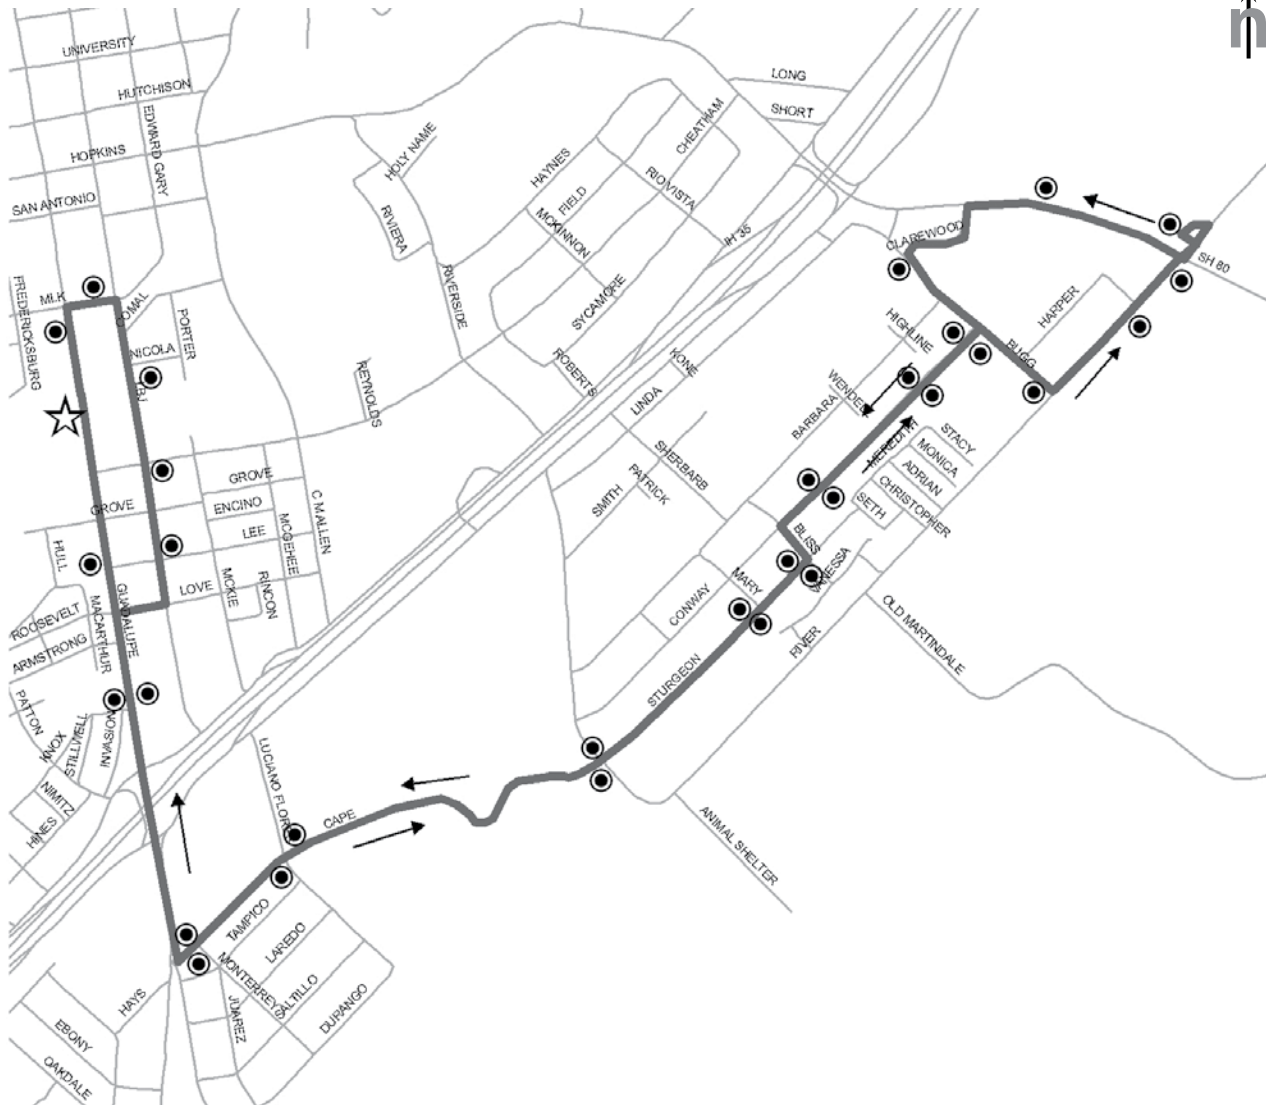 n
UNIVERSITY
LONG
HUTCHISON
SHORT
EDWARD GARY
CHEATHAM
HOLY NAME
HOPKINS
HAYNES
RIO VISTA
FIELD
SAN ANTONIO
RIVIERA
MCKINNON
IH 35
CLAREWOOD
SH 80
RIVERSIDE
SYCAMORE
FREDERICKSBURG
MLK
COMAL
HARPER
PORTER
HIGHLINE
NICOLA
BUGG
LBJ
ROBERTS
KONE
REYNOLDS
LINDA
WENDELL
BARBARA
MEREDITH
STACY
MONICA
SHERBARB
ADRIAN
PATRICK
CHRISTOPHER
GROVE
SMITH
SETH
GROVE
ENCINO
C M ALLEN
LEE
MCGEHEE
BLISS
HULL
VANESSA
MARY
LOVE
MCKIE
RINCON
CONWAY
GUADALUPE
MACARTHUR
ROOSEVELT
OLD MARTINDALE
ARMSTRONG
RIVER
STURGEON
PATTON
KNOX
STILLWELL
INVASION
LUCIANO FLORES
NIMITZ
CAPE
HINES
ANIMAL SHELTER
TAMPICO
LAREDO
MONTERREY
SALTILLO
DURANGO
HAYS
JUAREZ
EBONY
OAKDALE